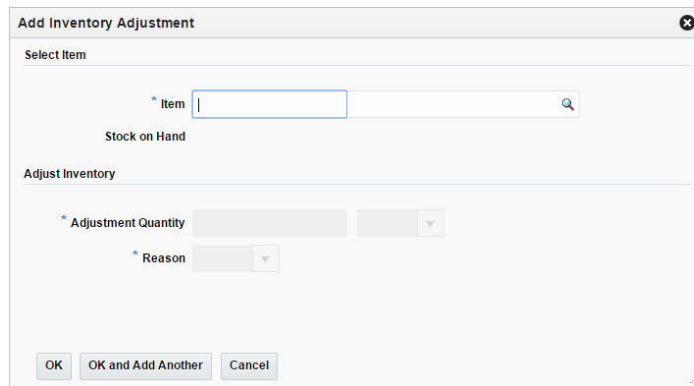 Add Inventory Adjustment
Select Item
* Item
Stock on Hand
Adjust Inventory
* Adjustment Quantity
* Reason
OK OK and Add Another Cancel